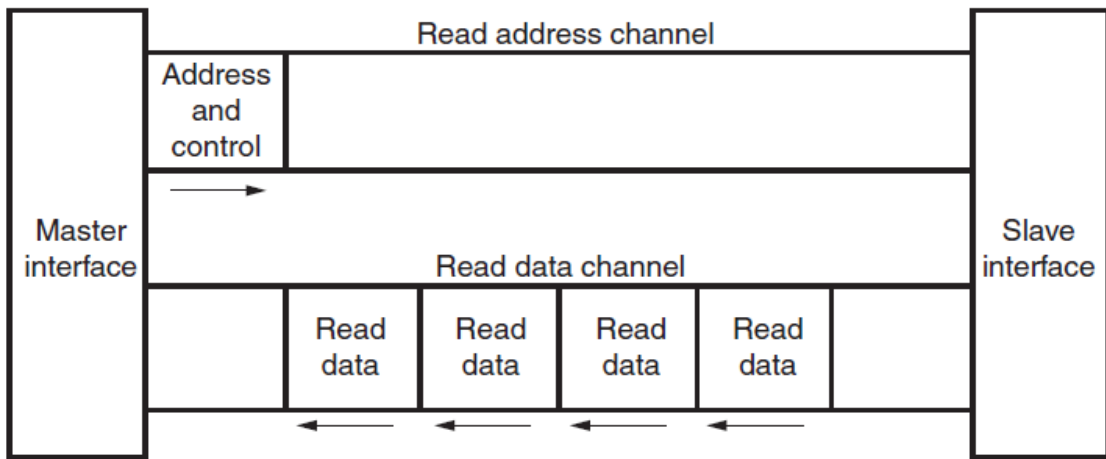 Read address channel
Address
and
control
Master
interface
Slave
interface
Read data channel
Read
data
Read
data
Read
data
Read
data